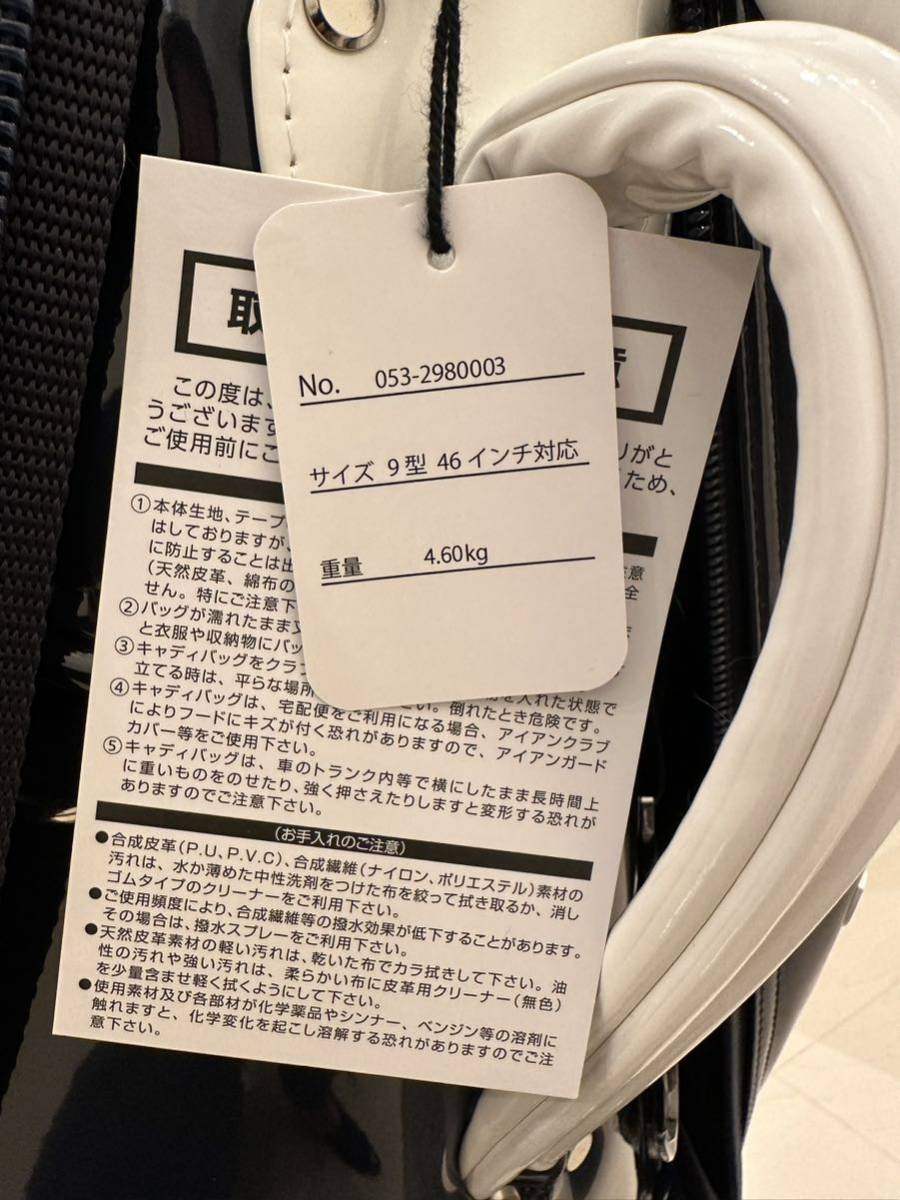 No. 053-2980003
サイズ 9型 46インチ対応
重量 4.60kg
取
この度は、
りがと
うございます
ため、
ご使用前にご
①本体生地、テープ
はしておりますが、
に防止することは出
(天然皮革、綿布の
せん。特にご注意下
②バッグが濡れたまま
と衣服や収納物にバッ
③キャディバッグをクラブ
を入れた状態で
立てる時は、平らな場所
さい。倒れたとき危険です。
④キャディバッグは、宅配便をご利用になる場合、アイアンクラブ
によりフードにキズが付く恐れがありますので、アイアンガード
カバー等をご使用下さい。
⑤キャディバッグは、車のトランク内等で横にしたまま長時間上
に重いものをのせたり、強く押さえたりしますと変形する恐れが
ありますのでご注意下さい。
(お手入れのご注意)
●合成皮革(P.U,P.V.C)、合成繊維(ナイロン、ポリエステル)素材の
汚れは、水か薄めた中性洗剤をつけた布を絞って拭き取るか、消し
ゴムタイプのクリーナーをご利用下さい。
●ご使用頻度により、合成繊維等の撥水効果が低下することがあります。
その場合は、撥水スプレーをご利用下さい。
●天然皮革素材の軽い汚れは、乾いた布でカラ拭きして下さい。油
性の汚れや強い汚れは、柔らかい布に皮革用クリーナー(無色)
を少量含ませ軽く拭くようにして下さい。
●使用素材及び各部材が化学薬品やシンナー、ベンジン等の溶剤に
触れますと、化学変化を起こし溶解する恐れがありますのでご注
意下さい。